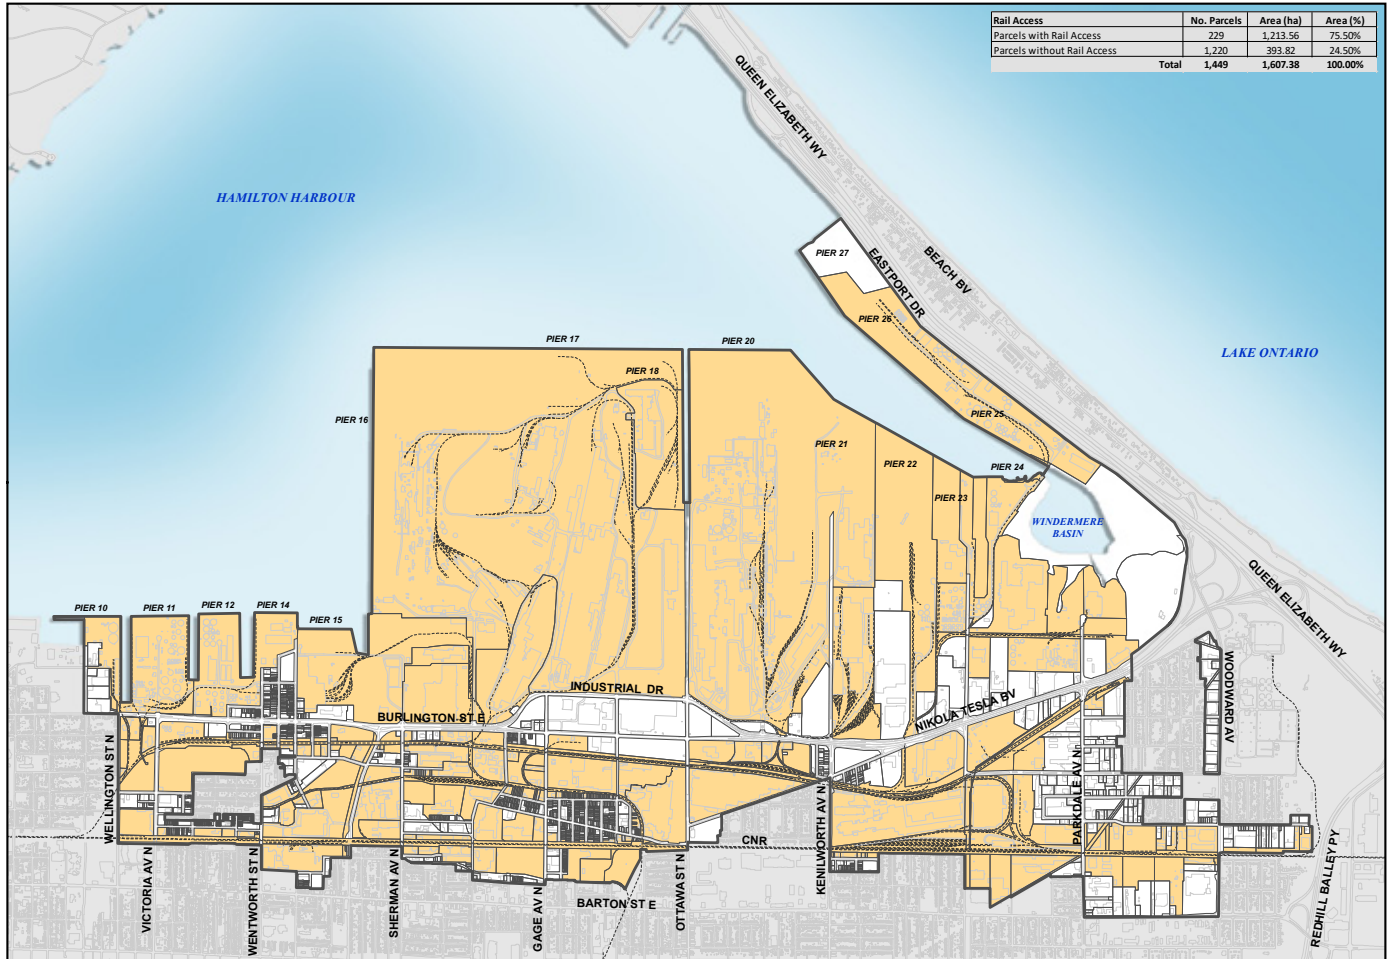 Rail Access No. Parcels Area (ha) Area (%)
Parcels with Rail Access 229 1,213.56 75.50%
Parcels without Rail Access 1,220 393.82 24.50%
Total 1,449 1,607.38 100.00%
QUEEN ELIZABETH WY
HAMILTON HARBOUR
PIER 27
EASTPORT DR
BEACH BV
PIER 26
LAKE ONTARIO
PIER 17
PIER 20
PIER 18
PIER 16
PIER 25
PIER 21
PIER 22
PIER 24
PIER 23
WINDERMERE
BASIN
QUEEN ELIZABETH WY
PIER 10
PIER 11
PIER 12
PIER 14
PIER 15
INDUSTRIAL DR
BURLINGTON ST E
NIKOLA TESLA BV
WOODWARD AV
WELLINGTON ST N
VICTORIA AV N
WENTWORTH ST N
SHERMAN AV N
GAGE AV N
BARTON ST E
OTTAWA ST N
CNR
KENILWORTH AV N
PARKDALE AV N
REDHILL BALLEY PY